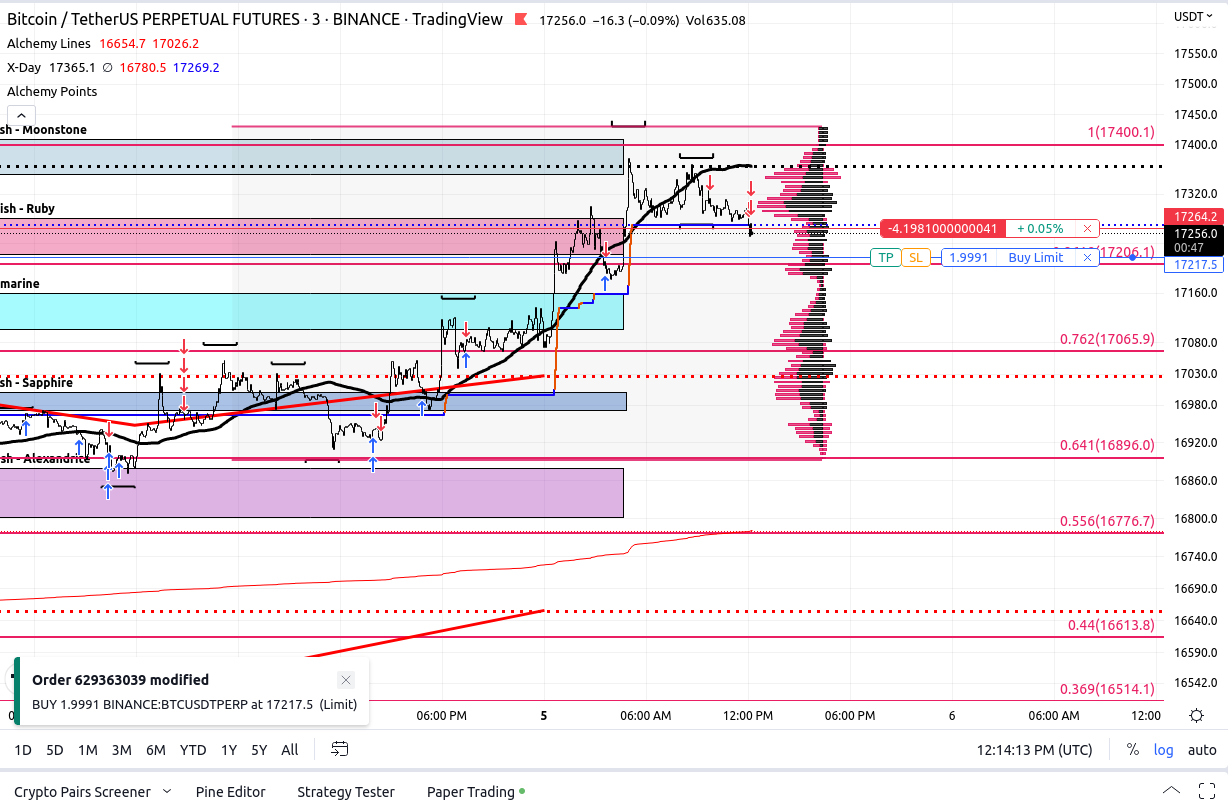 Bitcoin / TetherUS PERPETUAL FUTURES · 3 · BINANCE · TradingView 17256.0 −16.3 (−0.09%) Vol635.08
USDT
Alchemy Lines 16654.7 17026.2
X-Day 17365.1 ∅ 16780.5 17269.2
Alchemy Points
17550.0
17500.0
17450.0
sh - Moonstone
1(17400.1)
17400.0
17320.0
ish - Ruby
17264.2
-4.1981000000041 + 0.05%
17256.0
00:47
17206.1)
TP SL 1.9991 Buy Limit
17217.5
marine
17160.0
0.762(17065.9)
17080.0
sh - Sapphire
17030.0
16980.0
0.641(16896.0)
16920.0
sh - Alexandrite
16860.0
0.556(16776.7)
16800.0
16740.0
16690.0
0.44(16613.8)
16640.0
16590.0
0.369(16514.1)
16542.0
Order 629363039 modified
BUY 1.9991 BINANCE:BTCUSDTPERP at 17217.5 (Limit)
06:00 PM 5 06:00 AM 12:00 PM 06:00 PM 6 06:00 AM 12:00
1D 5D 1M 3M 6M YTD 1Y 5Y All 12:14:13 PM (UTC) % log auto
Crypto Pairs Screener Pine Editor Strategy Tester Paper Trading